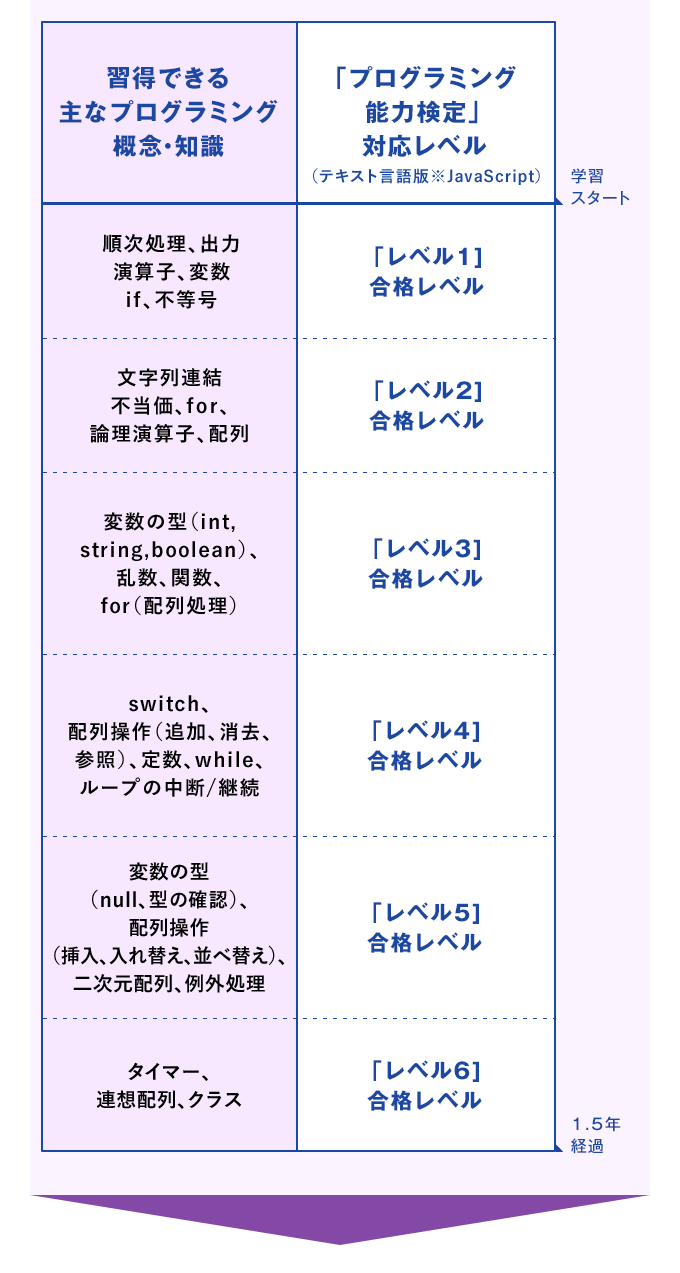 習得できる
主なプログラミング
概念・知識
「プログラミング
能力検定」
対応レベル
（テキスト言語版※JavaScript）
学習
スタート
順次処理、出力
演算子、変数
if、不等号
「レベル1]
合格レベル
文字列連結
不当価、for、
論理演算子、配列
「レベル2]
合格レベル
変数の型（int,
string,boolean）、
乱数、関数、
for（配列処理）
「レベル3]
合格レベル
switch、
配列操作（追加、消去、
参照）、定数、while、
ループの中断/継続
「レベル4]
合格レベル
変数の型
（null、型の確認）、
配列操作
（挿入、入れ替え、並べ替え）、
二次元配列、例外処理
「レベル5]
合格レベル
タイマー、
連想配列、クラス
「レベル6]
合格レベル
1.5年
経過